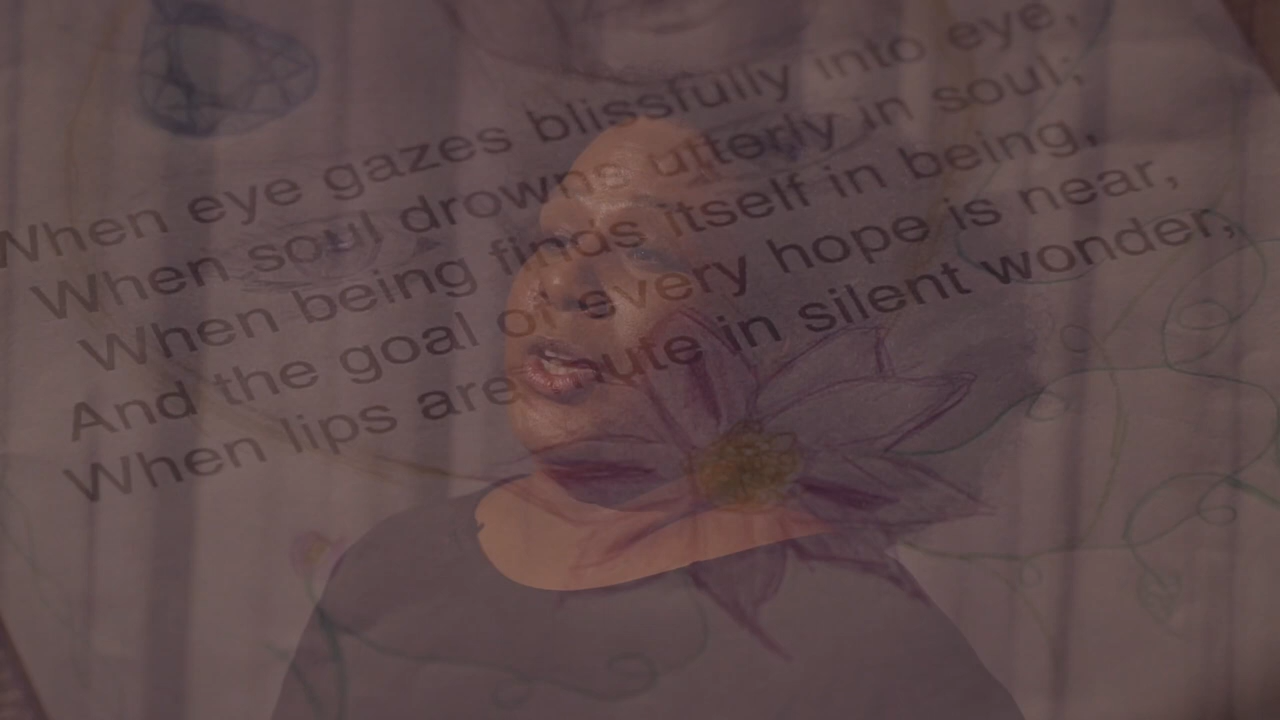 When eye gazes blissfully into eye,
When soul drowns utterly in soul;
When being finds itself in being,
And the goal of every hope is near,
When lips are mute in silent wonder,